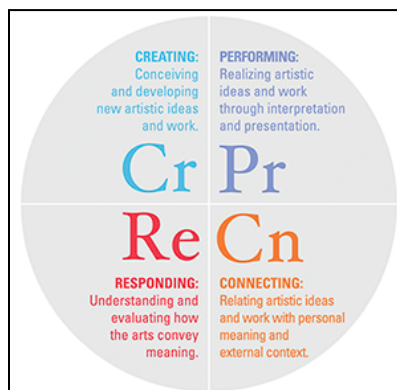 CREATING:
Conceiving
and developing
new artistic ideas
and work.
Cr
PERFORMING:
Realizing artistic
ideas and work
through interpretation
and presentation.
Pr
Re
RESPONDING:
Understanding and
evaluating how
the arts convey
meaning.
Cn
CONNECTING:
Relating artistic ideas
and work with personal
meaning and
external context.